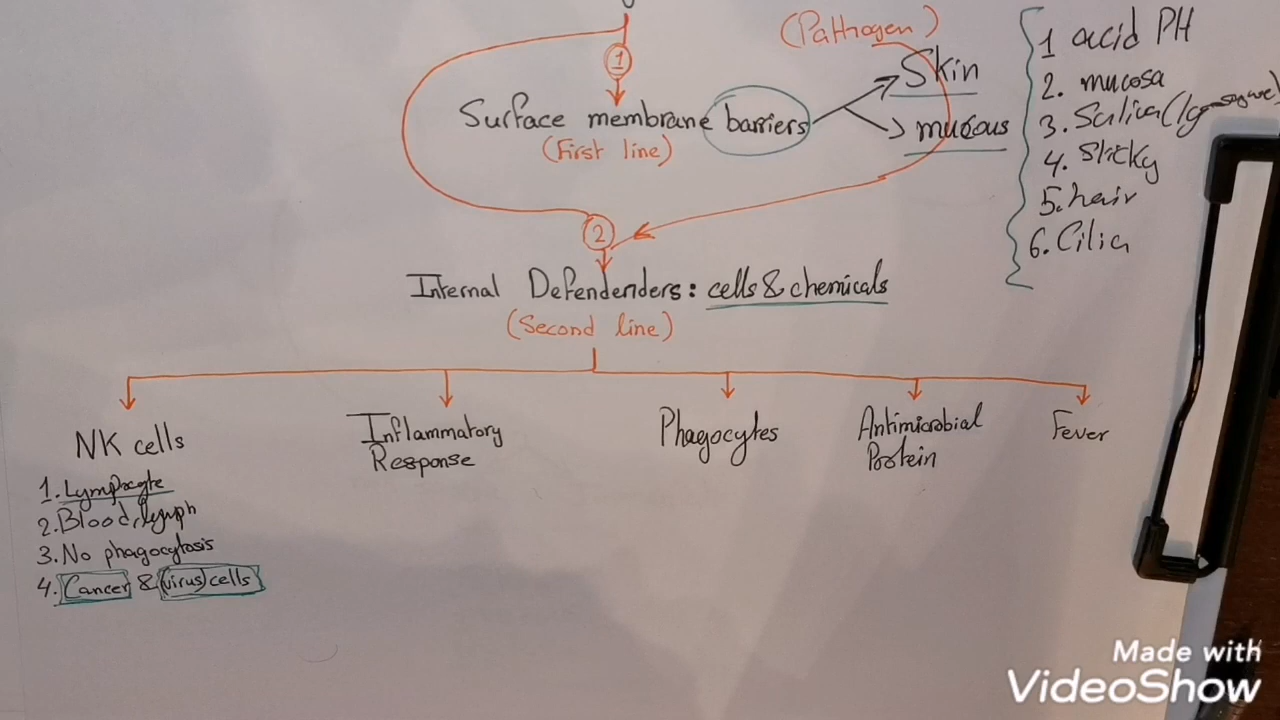 1
(Pathogen)
Surface membrane barriers
(First line)
Skin
mucous
1 acid PH
2. mucosa
3. Saliva (
4. Sticky
5. hair
6. Cilia
2
Internal Defendenders: cells & chemicals
(Second line)
NK cells
1. Lymphocyte
2. Blood, lymph
3. No phagocytosis
4. Cancer & (virus) cells
Inflammatory
Response
Phagocytes
Antimicrobial
Protein
Fever
Made with
VideoShow